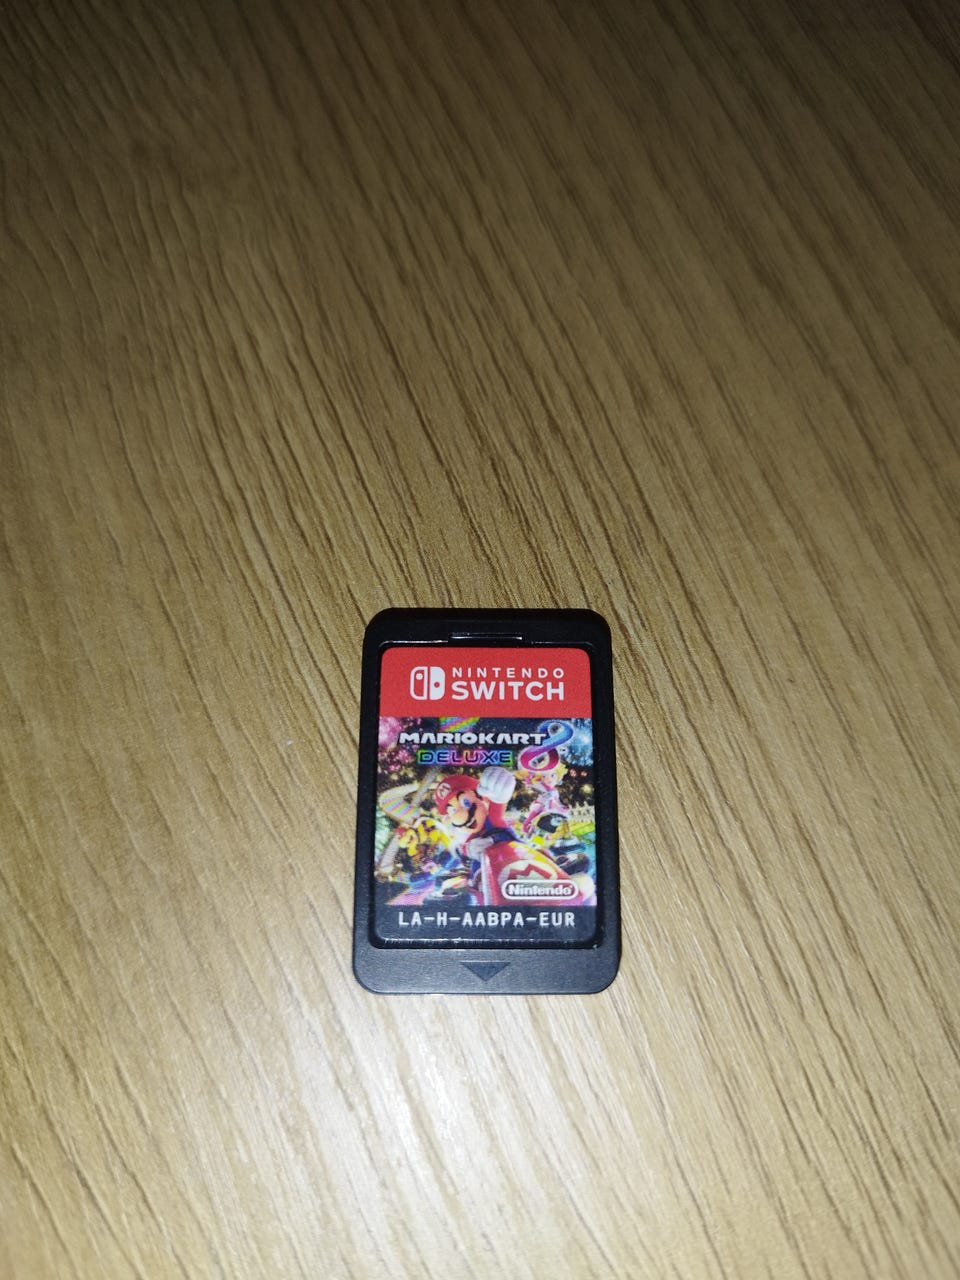 NINTENDO
SWITCH
MARIOKART 8
DELUXE
Nintendo
LA-H-AABPA-EUR